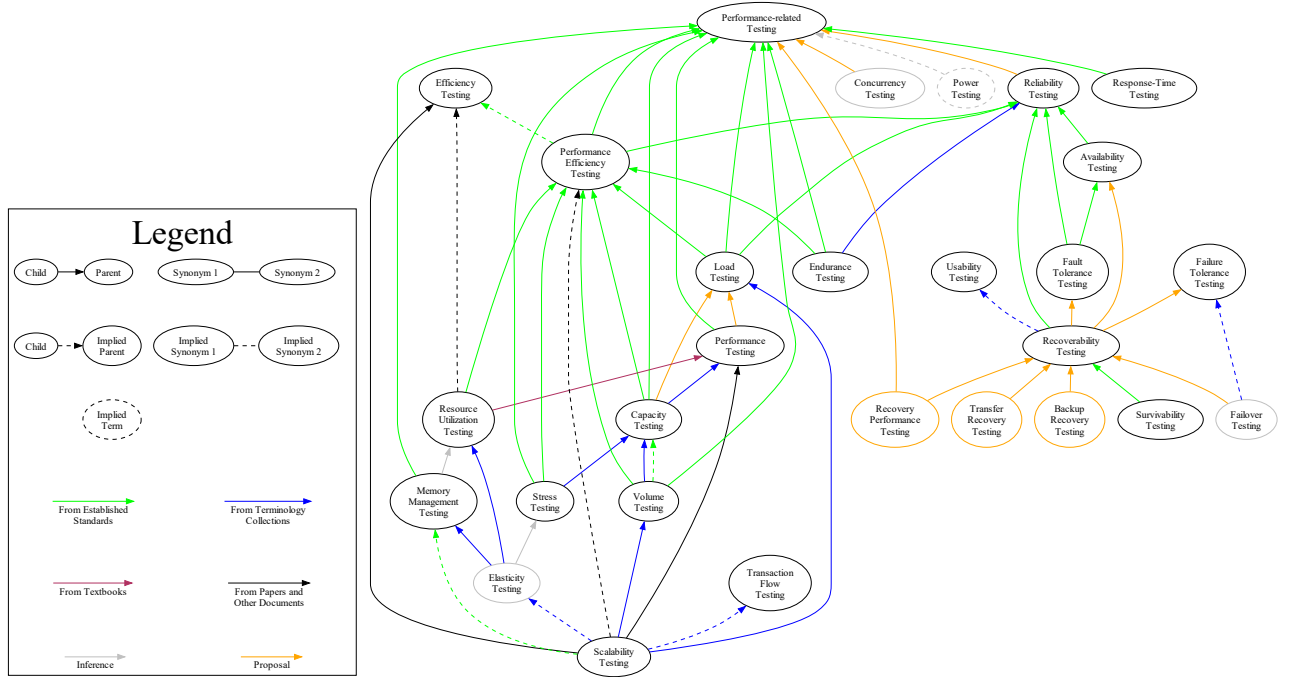 Performance-related
Testing
Efficiency
Testing
Concurrency
Testing
Power
Testing
Reliability
Testing
Response-Time
Testing
Performance
Efficiency
Testing
Availability
Testing
Legend
Child
Parent
Synonym 1
Synonym 2
Load
Testing
Endurance
Testing
Usability
Testing
Fault
Tolerance
Testing
Failure
Tolerance
Testing
Child
Implied
Parent
Implied
Synonym 1
Implied
Synonym 2
Performance
Testing
Recoverability
Testing
Implied
Term
Resource
Utilization
Testing
Capacity
Testing
Recovery
Performance
Testing
Transfer
Recovery
Testing
Backup
Recovery
Testing
Survivability
Testing
Failover
Testing
From Established
Standards
From Terminology
Collections
Memory
Management
Testing
Stress
Testing
Volume
Testing
From Textbooks
From Papers and
Other Documents
Elasticity
Testing
Transaction
Flow
Testing
Inference
Proposal
Scalability
Testing